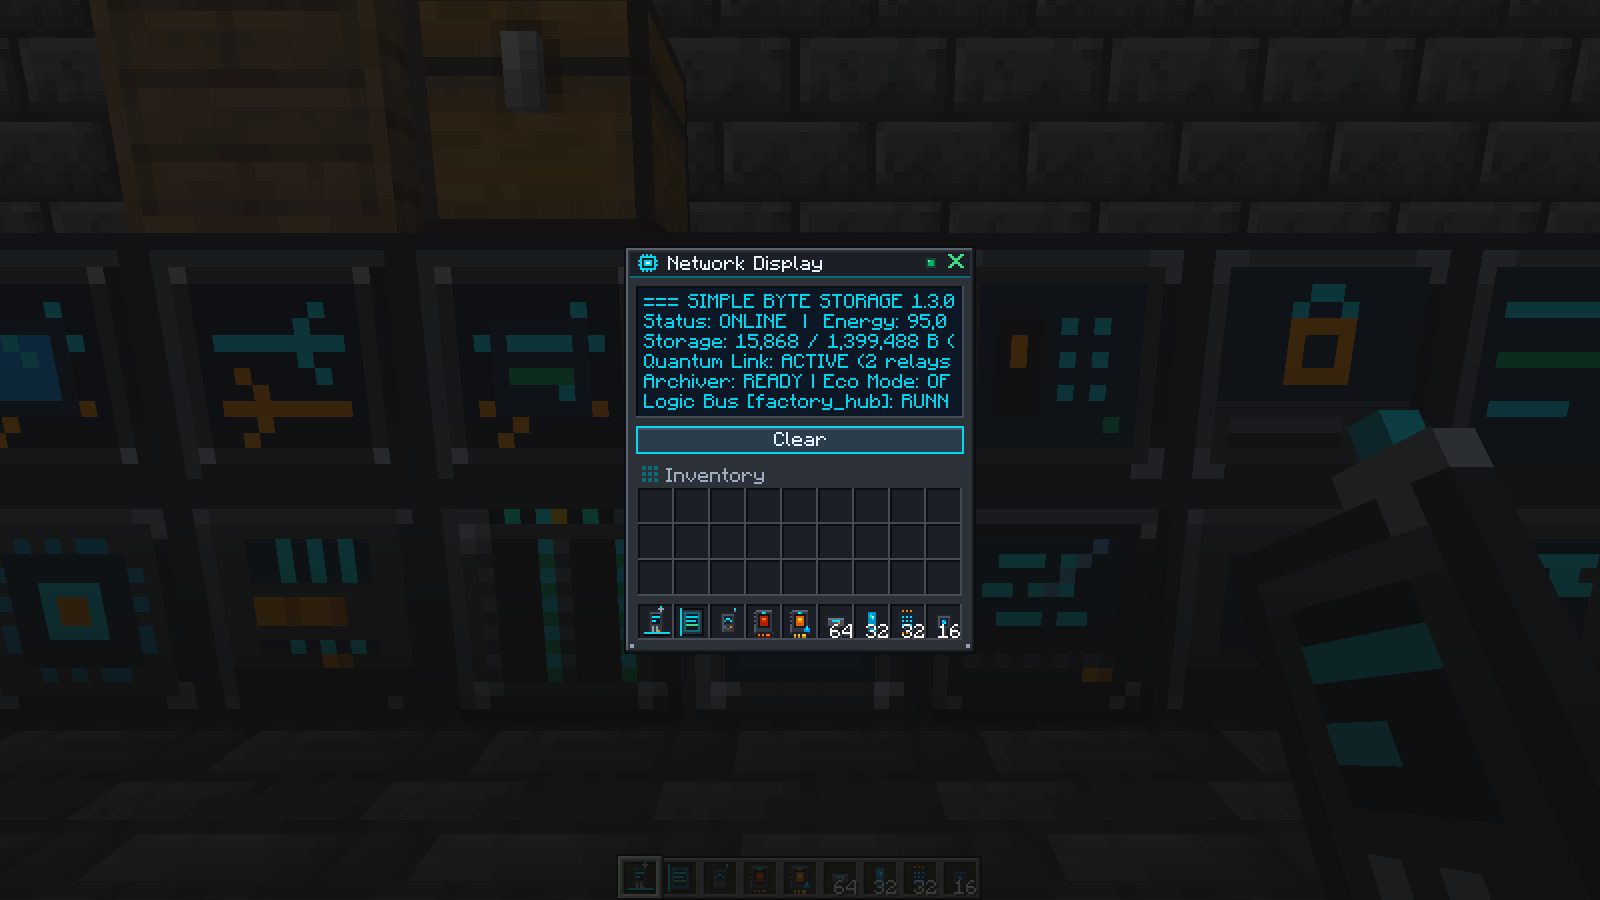 Network Display
=== SIMPLE BYTE STORAGE 1.3.0
Status: ONLINE | Energy: 95,0
Storage: 15,868 / 1,399,488 B (
Quantum Link: ACTIVE (2 relays
Archiver: READY | Eco Mode: OF
Logic Bus [factory_hub]: RUNN
Clear
Inventory
64 32 32 16
64 32 32 16